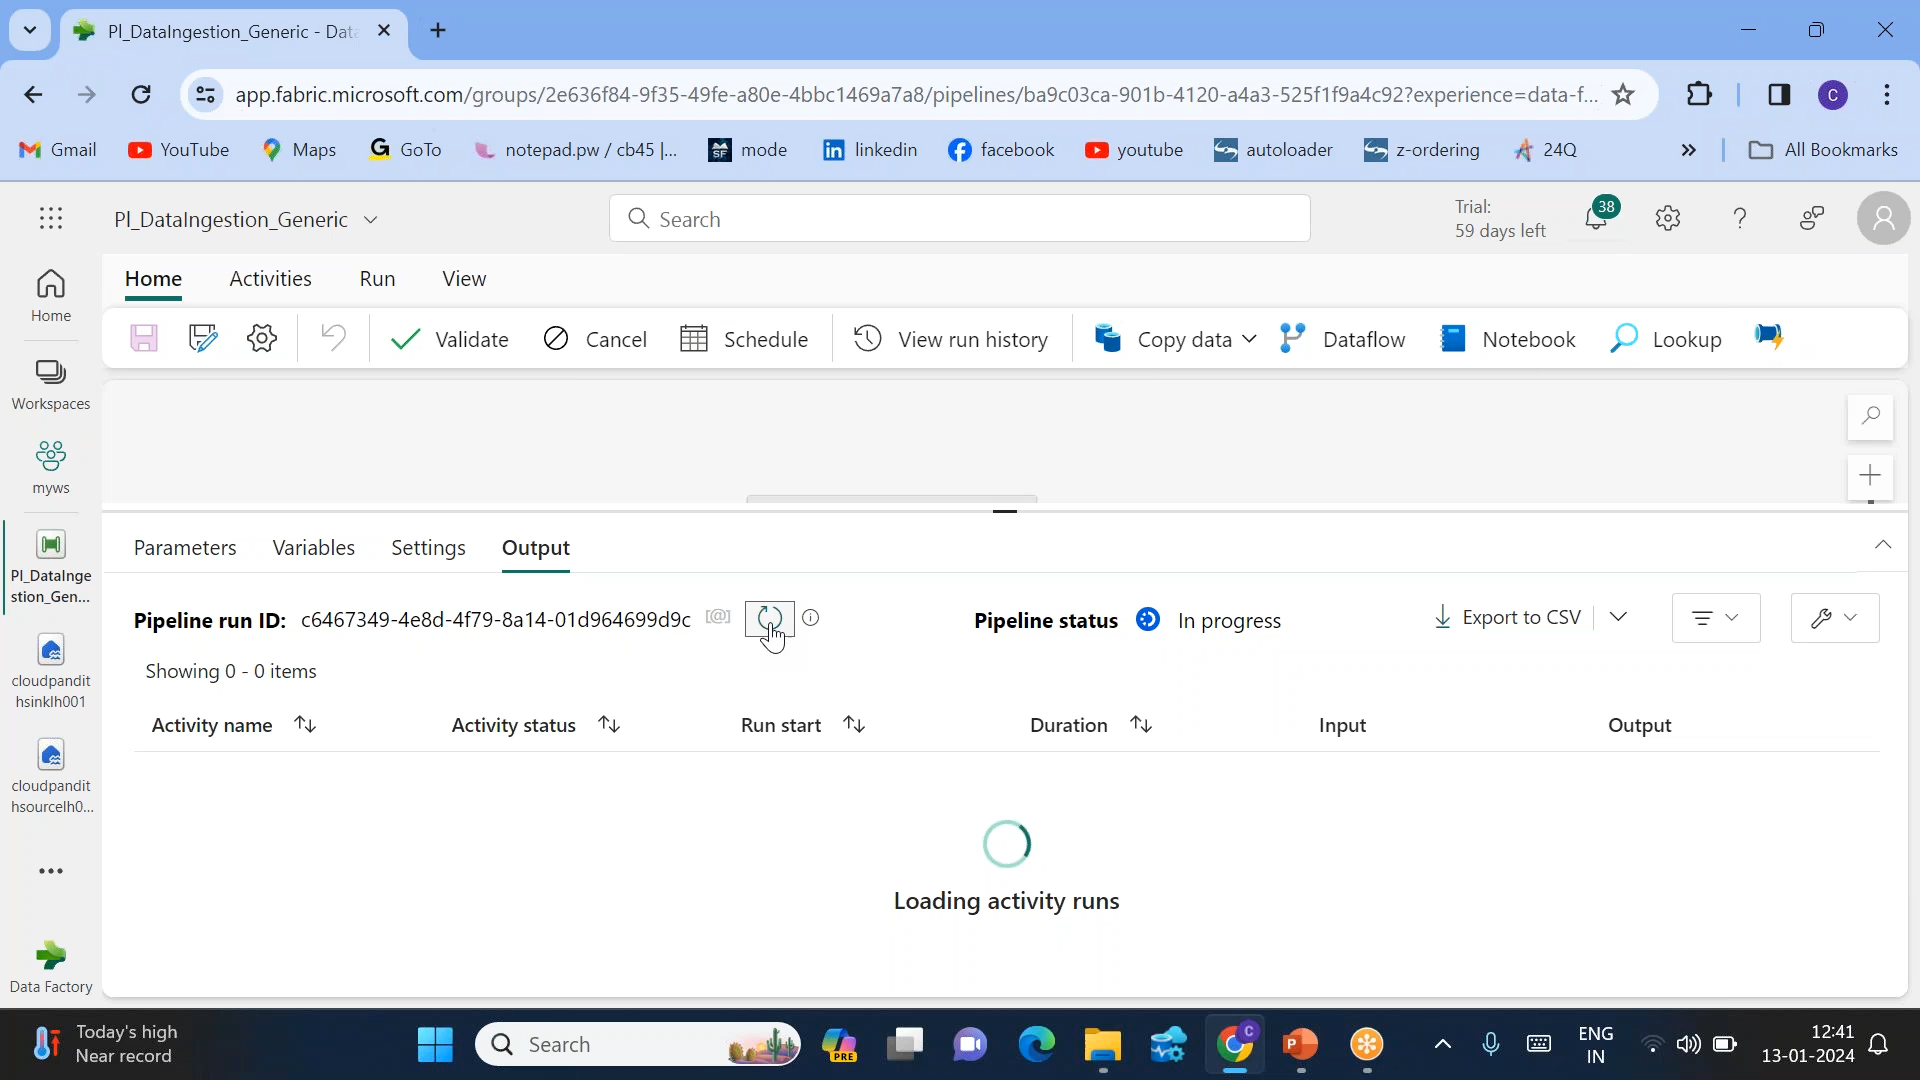 Pl_DataIngestion_Generic - Data
app.fabric.microsoft.com/groups/2e636f84-9f35-49fe-a80e-4bbc1469a7a8/pipelines/ba9c03ca-901b-4120-a4a3-525f1f9a4c92?experience=data-f...
C
Gmail
YouTube
Maps
GoTo
notepad.pw / cb45 |...
mode
linkedin
facebook
youtube
autoloader
z-ordering
24Q
»
All Bookmarks
Pl_DataIngestion_Generic
Search
Trial:
59 days left
38
Home
Activities
Run
View
Validate
Cancel
Schedule
View run history
Copy data
Dataflow
Notebook
Lookup
Home
Workspaces
myws
Pl_DataInge
stion_Gen...
cloudpandit
hsinklh001
cloudpandit
hsourcelh0...
Data Factory
Parameters
Variables
Settings
Output
Pipeline run ID: c6467349-4e8d-4f79-8a14-01d964699d9c [@]
Pipeline status In progress
Export to CSV
Showing 0 - 0 items
Activity name
Activity status
Run start
Duration
Input
Output
Loading activity runs
Today's high
Near record
Search
PRE
C
ENG
IN
12:41
13-01-2024